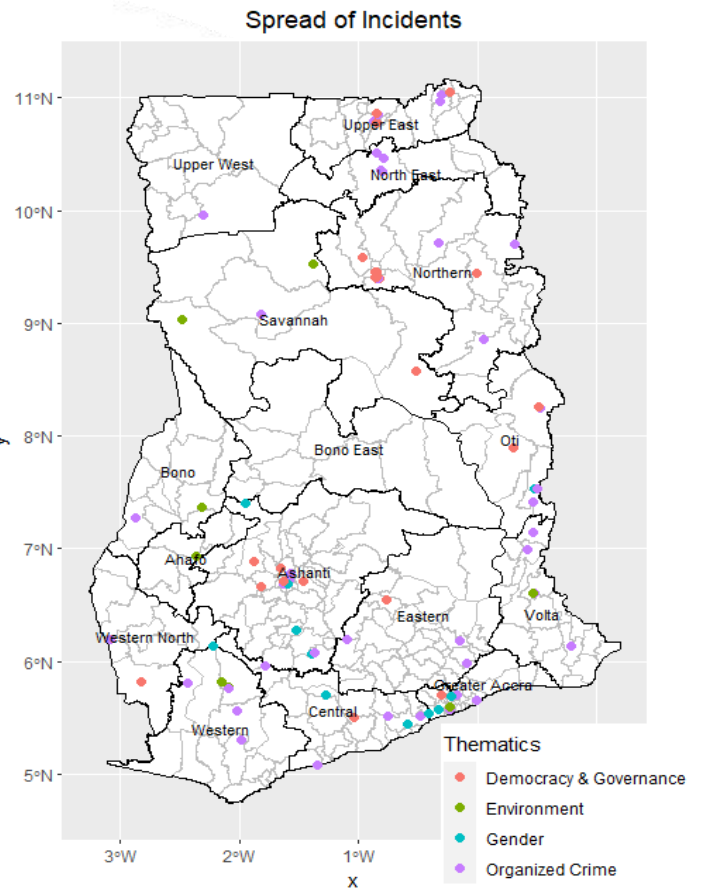 Spread of Incidents
11°N
Upper East
Upper West
North East
10°N
Northern
9°N
Savannah
y
8°N
Oti
Bono East
Bono
7°N
Ahafo
Ashanti
Eastern
Volta
Western North
6°N
Greater Accra
Central
Western
5°N
Thematics
Democracy & Governance
Environment
Gender
Organized Crime
3°W
2°W
1°W
x